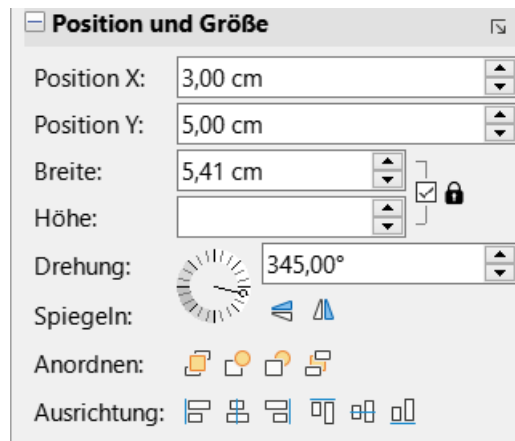 Position und Größe
Position X: 3,00 cm
Position Y: 5,00 cm
Breite: 5,41 cm
Höhe:
Drehung: 345,00°
Spiegeln:
Anordnen:
Ausrichtung: